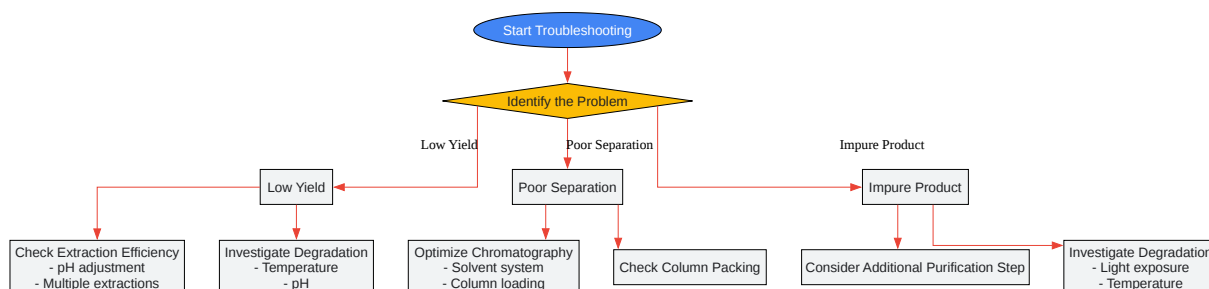 Start Troubleshooting
Identify the Problem
Low Yield
Poor Separation
Impure Product
Low Yield
Poor Separation
Impure Product
Check Extraction Efficiency
- pH adjustment
- Multiple extractions
Investigate Degradation
- Temperature
- pH
Optimize Chromatography
- Solvent system
- Column loading
Check Column Packing
Consider Additional Purification Step
Investigate Degradation
- Light exposure
- Temperature